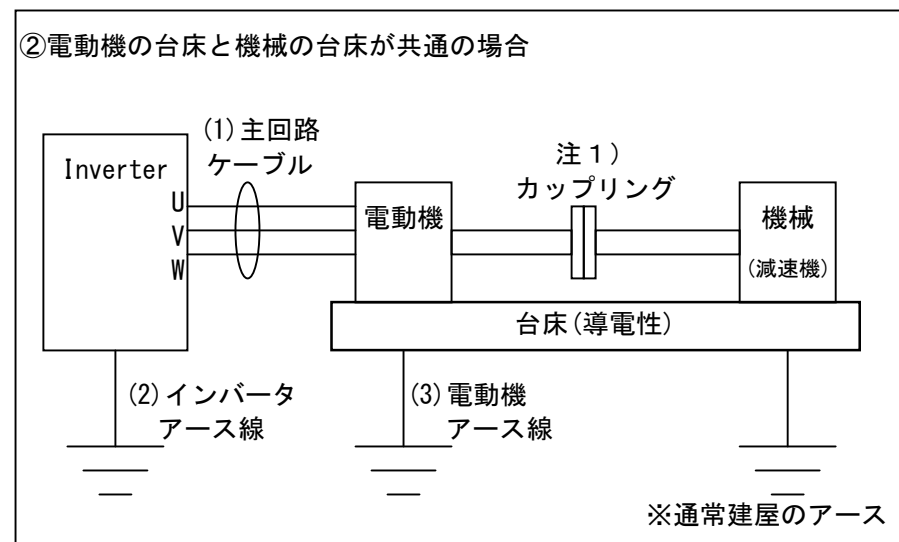 ②電動機の台床と機械の台床が共通の場合
(1)主回路
ケーブル
Inverter
U
V
W
電動機
注１)
カップリング
機械
(減速機)
台床(導電性)
(2)インバータ
アース線
(3)電動機
アース線
※通常建屋のアース